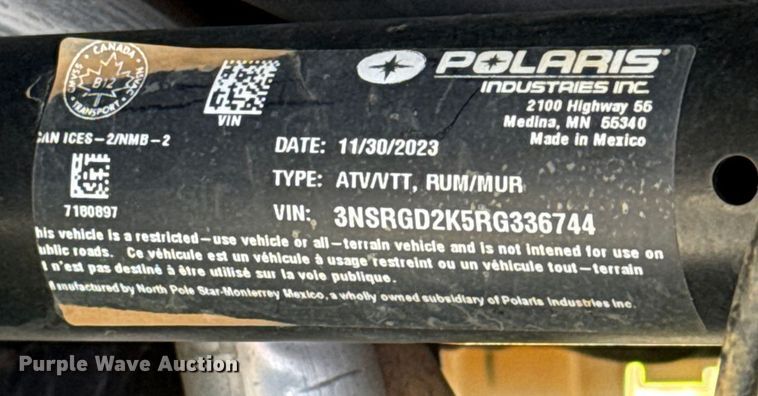 CANADA
B12
TRANSPORT
VIN
POLARIS®
INDUSTRIES INC.
2100 Highway 55
Medina, MN 55340
Made in Mexico
CAN ICES-2/NMB-2
DATE: 11/30/2023
TYPE: ATV/VTT, RUM/MUR
7180897
VIN: 3NSRGD2K5RG336744
his vehicle is a restricted-use vehicle or all-terrain vehicle and is not intened for use on
ublic roads. Ce véhicule est un véhicule à usage restreint ou un véhicule tout-terrain
t n'est pas destiné à être utilisé sur la voie publique.
anufactured by North Pole Star-Monterrey Mexico, a wholly owned subsidiary of Polaris Industries Inc.
Purple Wave Auction